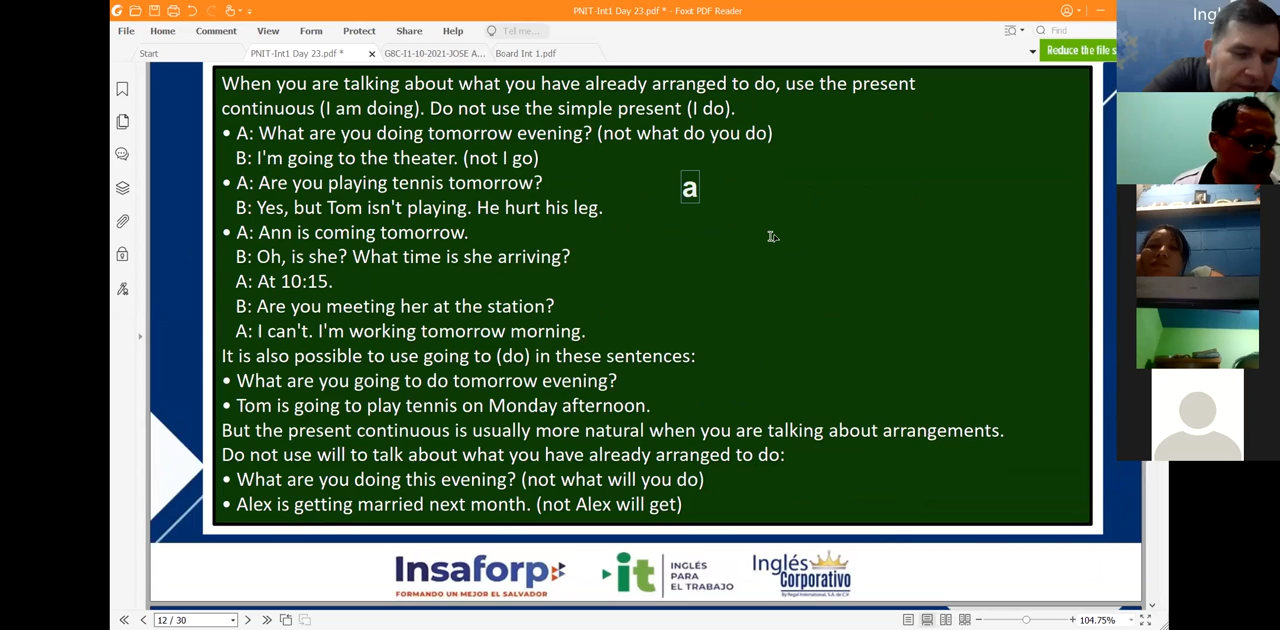 PNIT-Int1 Day 23.pdf * - Foxit PDF Reader
File Home Comment View Form Protect Share Help Tell me... Find
Start PNIT-Int1 Day 23.pdf * G8C-I1-10-2021-JOSE A... Board Int 1.pdf
Reduce the file s
Ingl
When you are talking about what you have already arranged to do, use the present
continuous (I am doing). Do not use the simple present (I do).
• A: What are you doing tomorrow evening? (not what do you do)
B: I'm going to the theater. (not I go)
• A: Are you playing tennis tomorrow?
a
B: Yes, but Tom isn't playing. He hurt his leg.
• A: Ann is coming tomorrow.
B: Oh, is she? What time is she arriving?
A: At 10:15.
B: Are you meeting her at the station?
A: I can't. I'm working tomorrow morning.
It is also possible to use going to (do) in these sentences:
• What are you going to do tomorrow evening?
• Tom is going to play tennis on Monday afternoon.
But the present continuous is usually more natural when you are talking about arrangements.
Do not use will to talk about what you have already arranged to do:
• What are you doing this evening? (not what will you do)
• Alex is getting married next month. (not Alex will get)
Insaforp
FORMANDO UN MEJOR EL SALVADOR
it
INGLÉS
PARA
EL TRABAJO
Inglés
Corporativo
By Regal International, S.A. de C.V.
12 / 30
104.75%